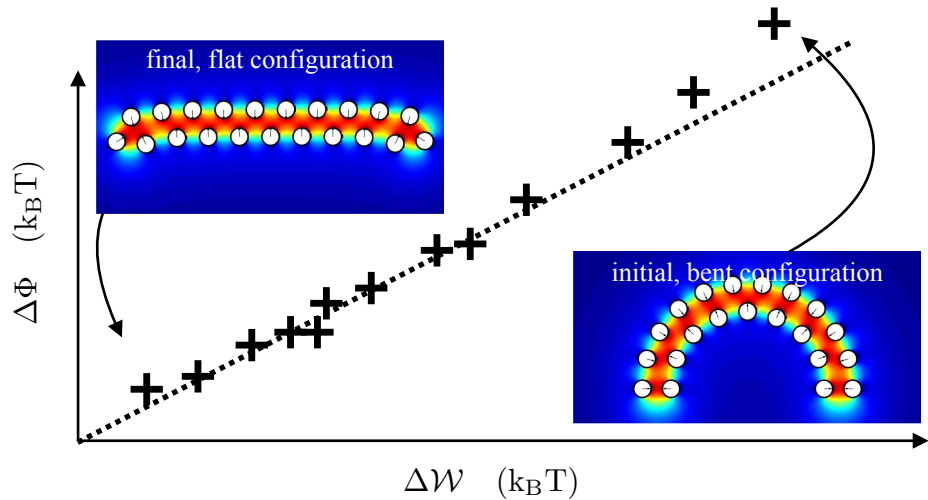 final, flat configuration
ΔΦ (k_BT)
initial, bent configuration
Δ𝒲 (k_BT)